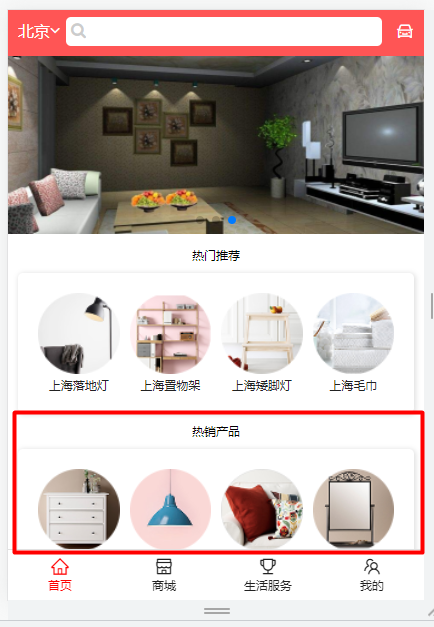 北京
热门推荐
上海落地灯 上海置物架 上海矮脚灯 上海毛巾
热销产品
首页 商城 生活服务 我的